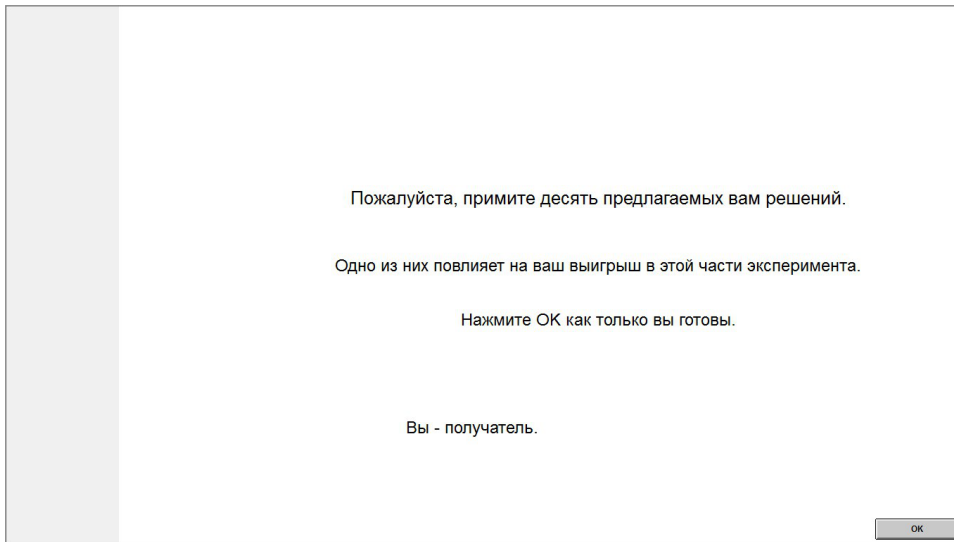 Пожалуйста, примите десять предлагаемых вам решений.
Одно из них повлияет на ваш выигрыш в этой части эксперимента.
Нажмите ОК как только вы готовы.
Вы - получатель.
OK